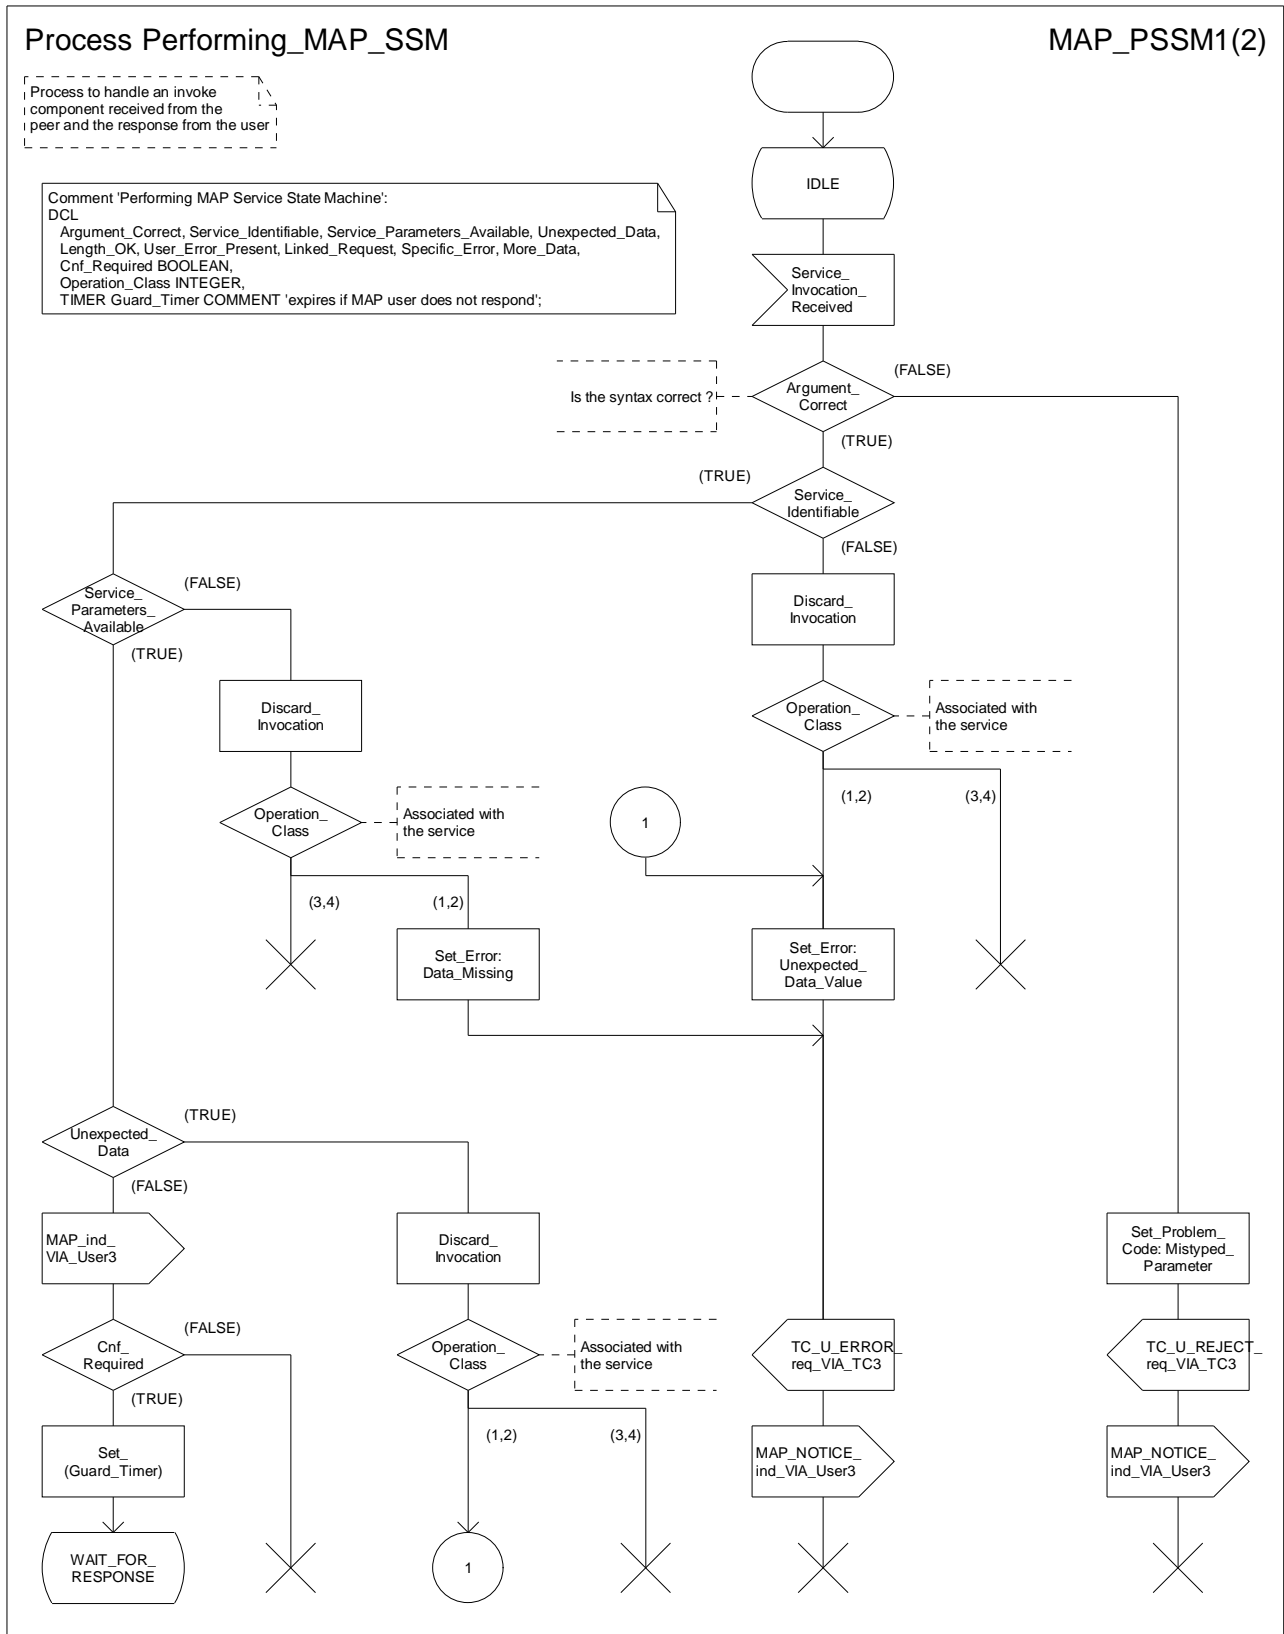 Process Performing_MAP_SSM
MAP_PSSM1(2)
Process to handle an invoke
component received from the
peer and the response from the user
Comment 'Performing MAP Service State Machine':
DCL
Argument_Correct, Service_Identifiable, Service_Parameters_Available, Unexpected_Data,
Length_OK, User_Error_Present, Linked_Request, Specific_Error, More_Data,
Cnf_Required BOOLEAN,
Operation_Class INTEGER,
TIMER Guard_Timer COMMENT 'expires if MAP user does not respond';
IDLE
Service_
Invocation_
Received
Is the syntax correct ?
Argument_
Correct
(FALSE)
(TRUE)
(TRUE)
Service_
Identifiable
(FALSE)
Service_
Parameters_
Available
(FALSE)
(TRUE)
Discard_
Invocation
Discard_
Invocation
Operation_
Class
Associated with
the service
(1,2)
(3,4)
Operation_
Class
Associated with
the service
1
(3,4)
(1,2)
Set_Error:
Data_Missing
Set_Error:
Unexpected_
Data_Value
Unexpected_
Data
(TRUE)
(FALSE)
MAP_ind_
VIA_User3
Discard_
Invocation
Set_Problem_
Code: Mistyped_
Parameter
Cnf_
Required
(FALSE)
(TRUE)
Operation_
Class
Associated with
the service
TC_U_ERROR_
req_VIA_TC3
TC_U_REJECT_
req_VIA_TC3
(1,2)
(3,4)
Set_
(Guard_Timer)
MAP_NOTICE_
ind_VIA_User3
MAP_NOTICE_
ind_VIA_User3
WAIT_FOR_
RESPONSE
1